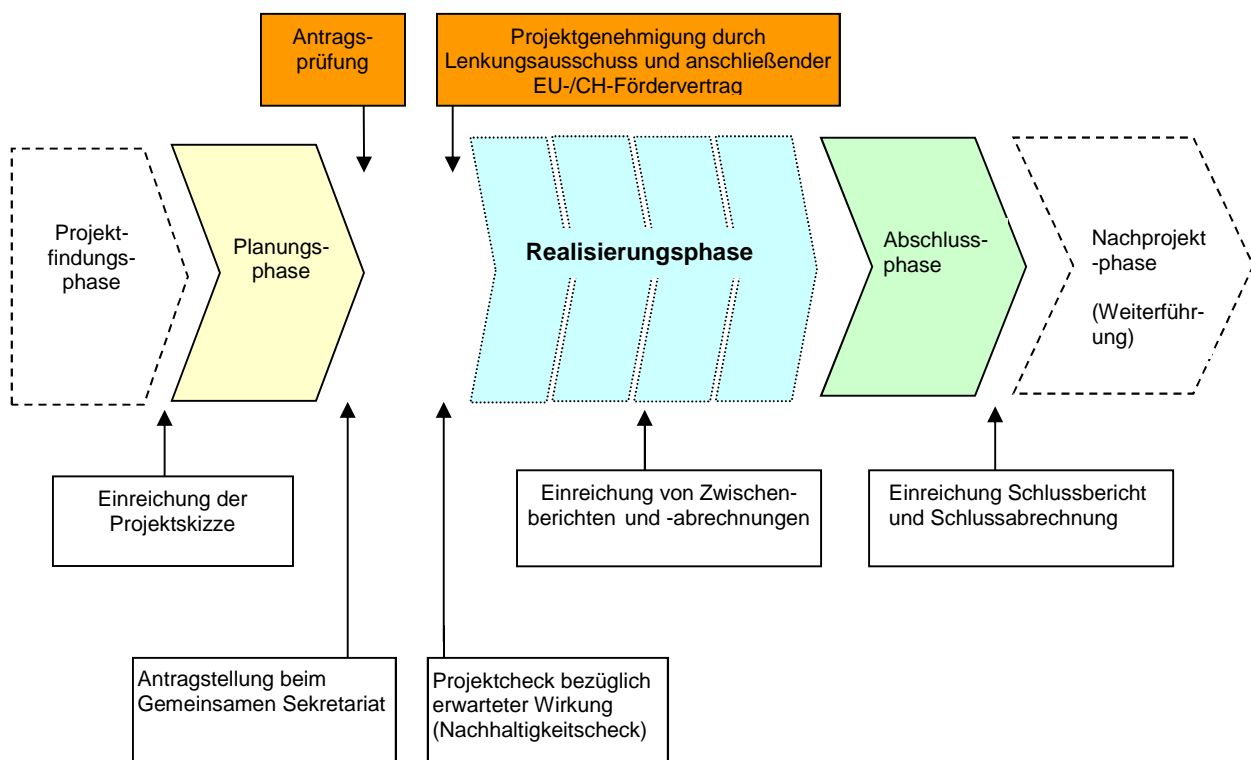 Antrags-
prüfung
Projektgenehmigung durch
Lenkungsausschuss und anschließender
EU-/CH-Fördervertrag
Projekt-
findungs-
phase
Planungs-
phase
Realisierungsphase
Abschluss-
phase
Nachprojekt
-phase
(Weiterführ-
ung)
Einreichung der
Projektskizze
Einreichung von Zwischen-
berichten und -abrechnungen
Einreichung Schlussbericht
und Schlussabrechnung
Antragstellung beim
Gemeinsamen Sekretariat
Projektcheck bezüglich
erwarteter Wirkung
(Nachhaltigkeitscheck)